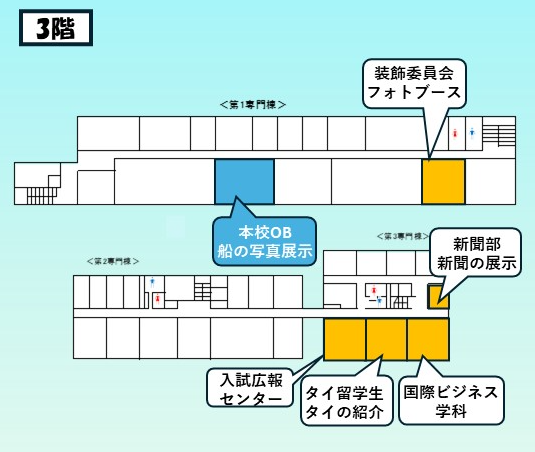 3階
装飾委員会
フォトブース
＜第1専門棟＞
本校OB
船の写真展示
＜第3専門棟＞
新聞部
新聞の展示
＜第2専門棟＞
入試広報
センター
タイ留学生
タイの紹介
国際ビジネス
学科